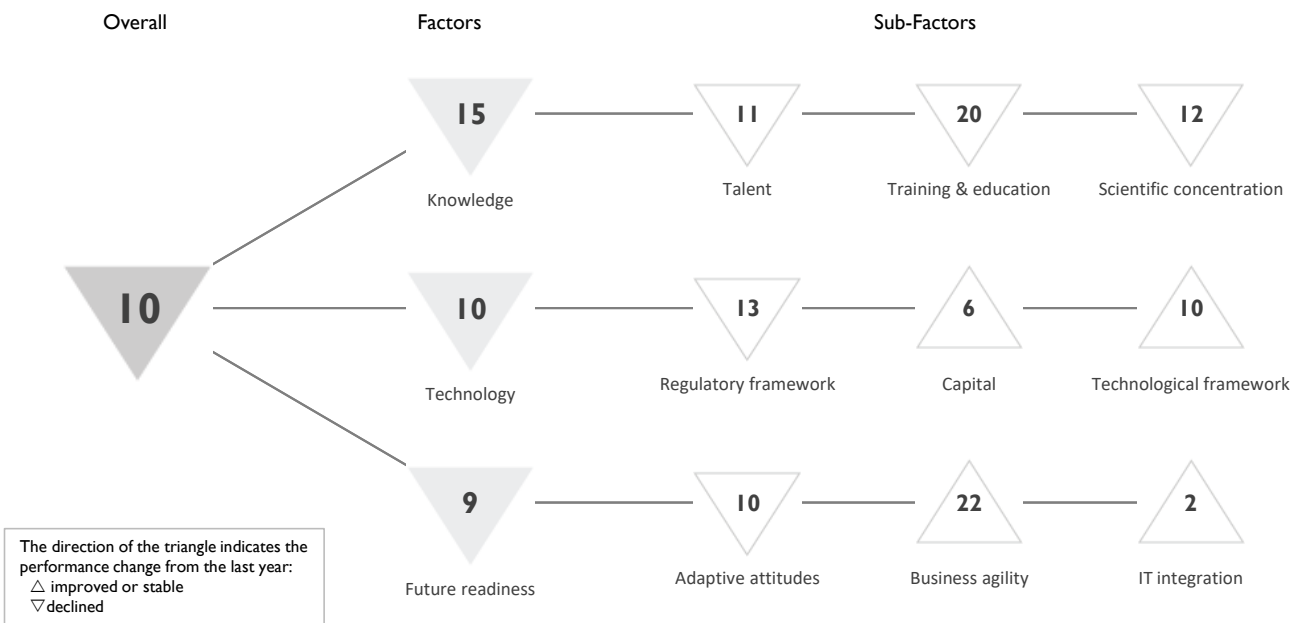 Overall Factors Sub-Factors
15 11 20 12
Knowledge Talent Training & education Scientific concentration
10 10 13 6 10
Technology Regulatory framework Capital Technological framework
9 10 22 2
Future readiness Adaptive attitudes Business agility IT integration
The direction of the triangle indicates the
performance change from the last year:
△ improved or stable
▽ declined